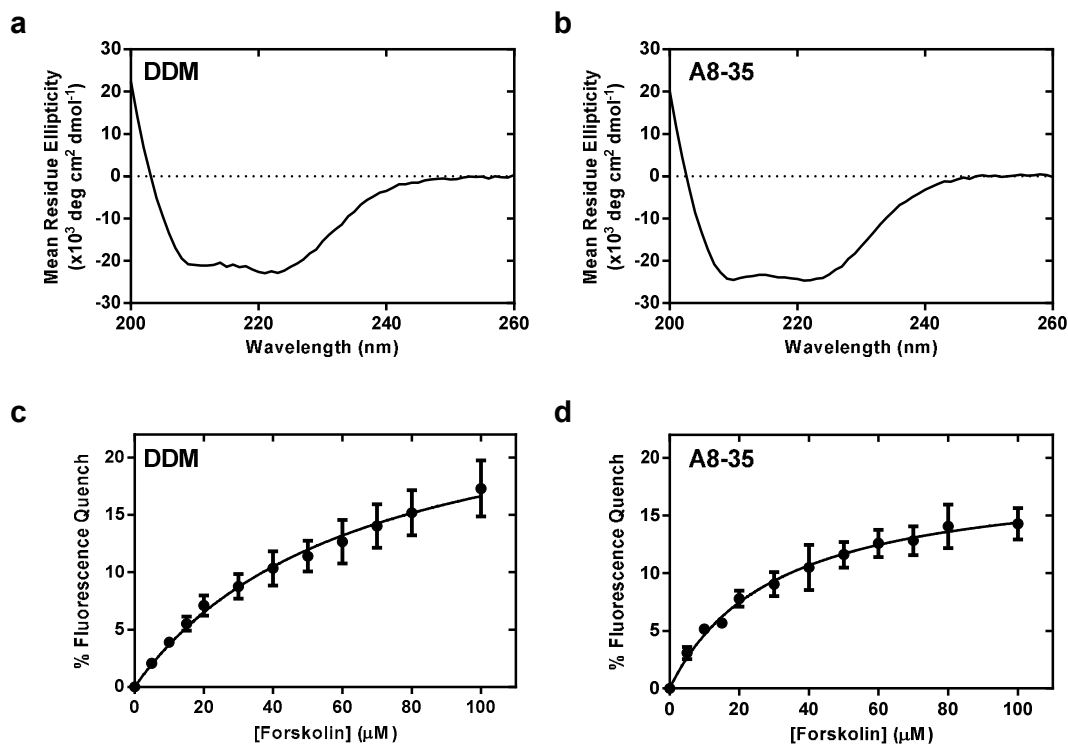 a
DDM
Mean Residue Ellipticity
(x10³ deg cm² dmol⁻¹)
30
20
10
0
-10
-20
-30
200
220
240
260
Wavelength (nm)
b
A8-35
Mean Residue Ellipticity
(x10³ deg cm² dmol⁻¹)
30
20
10
0
-10
-20
-30
200
220
240
260
Wavelength (nm)
c
DDM
% Fluorescence Quench
20
15
10
5
0
0
20
40
60
80
100
[Forskolin] (μM)
d
A8-35
% Fluorescence Quench
20
15
10
5
0
0
20
40
60
80
100
[Forskolin] (μM)